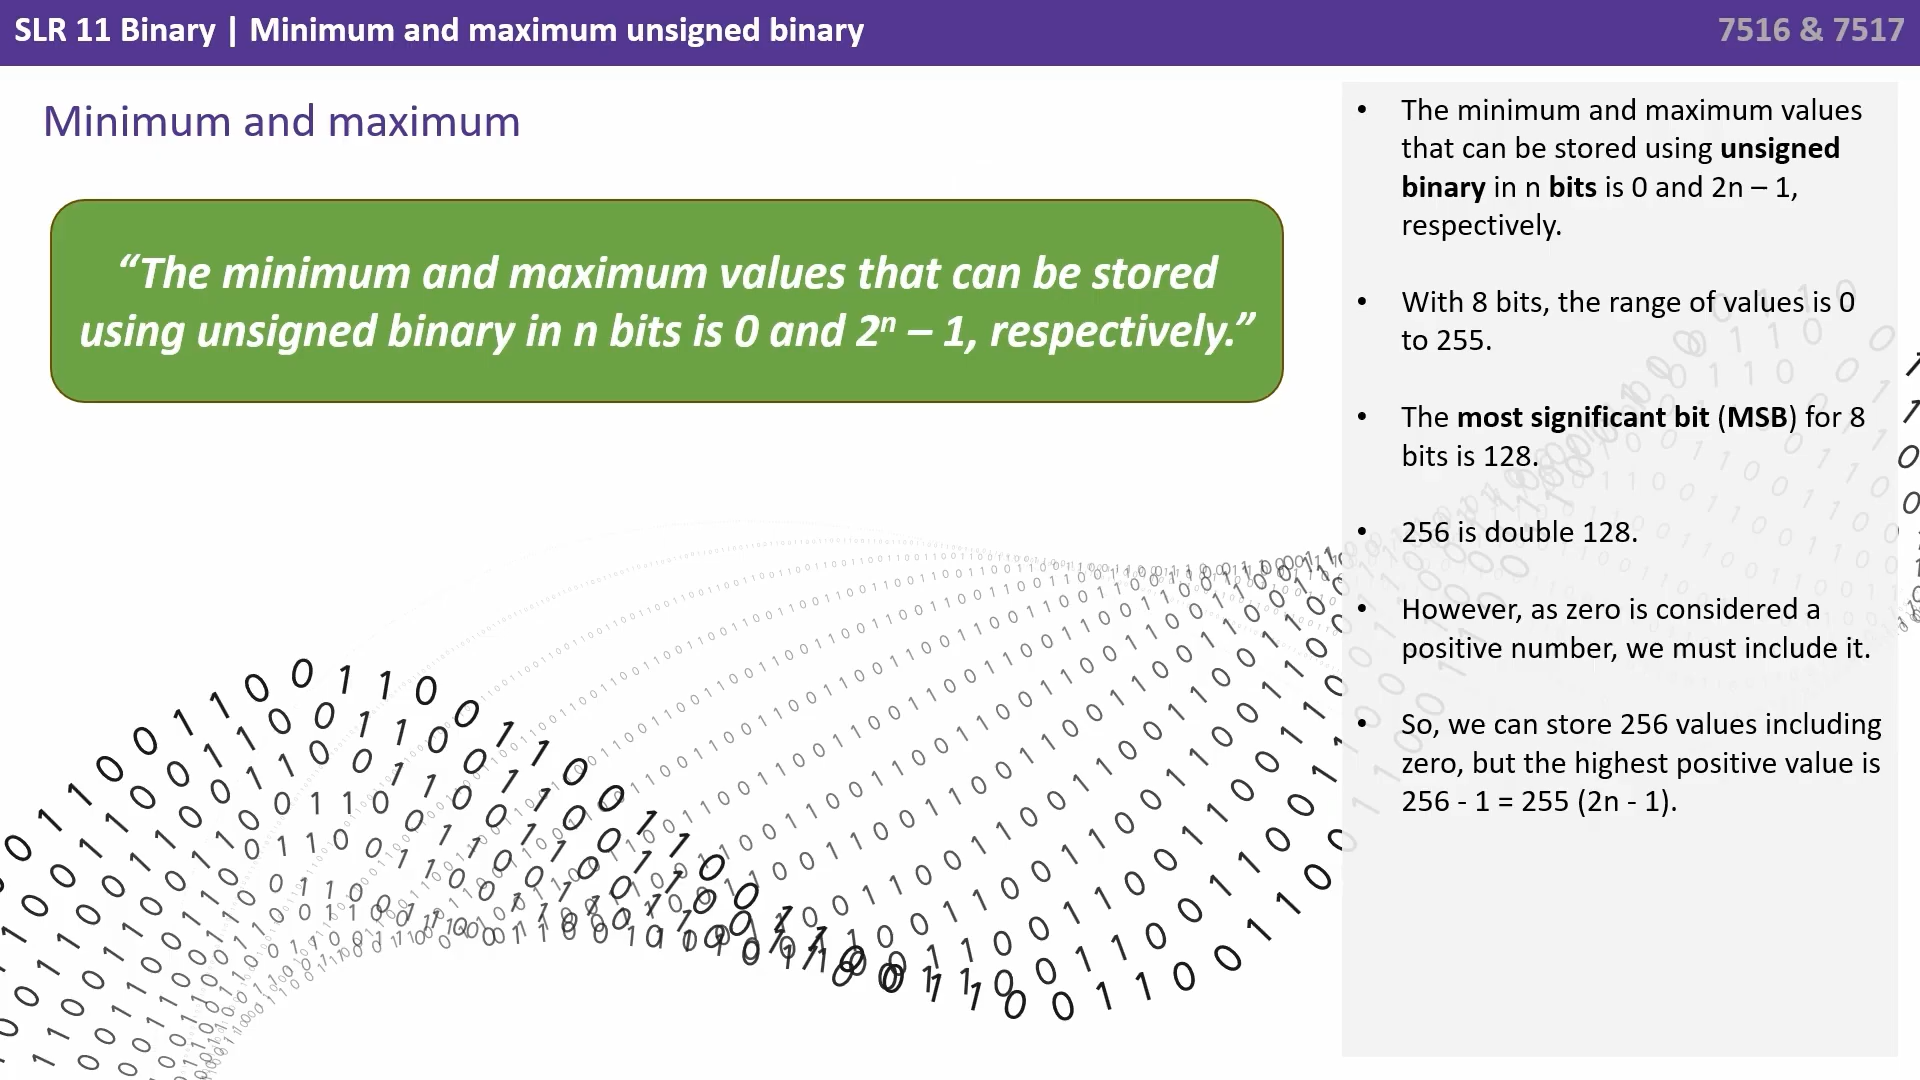 SLR 11 Binary | Minimum and maximum unsigned binary
7516 & 7517
Minimum and maximum
“The minimum and maximum values that can be stored
using unsigned binary in n bits is 0 and 2ⁿ – 1, respectively.”
• The minimum and maximum values
that can be stored using unsigned
binary in n bits is 0 and 2n – 1,
respectively.
• With 8 bits, the range of values is 0
to 255.
• The most significant bit (MSB) for 8
bits is 128.
• 256 is double 128.
• However, as zero is considered a
positive number, we must include it.
• So, we can store 256 values including
zero, but the highest positive value is
256 - 1 = 255 (2n - 1).